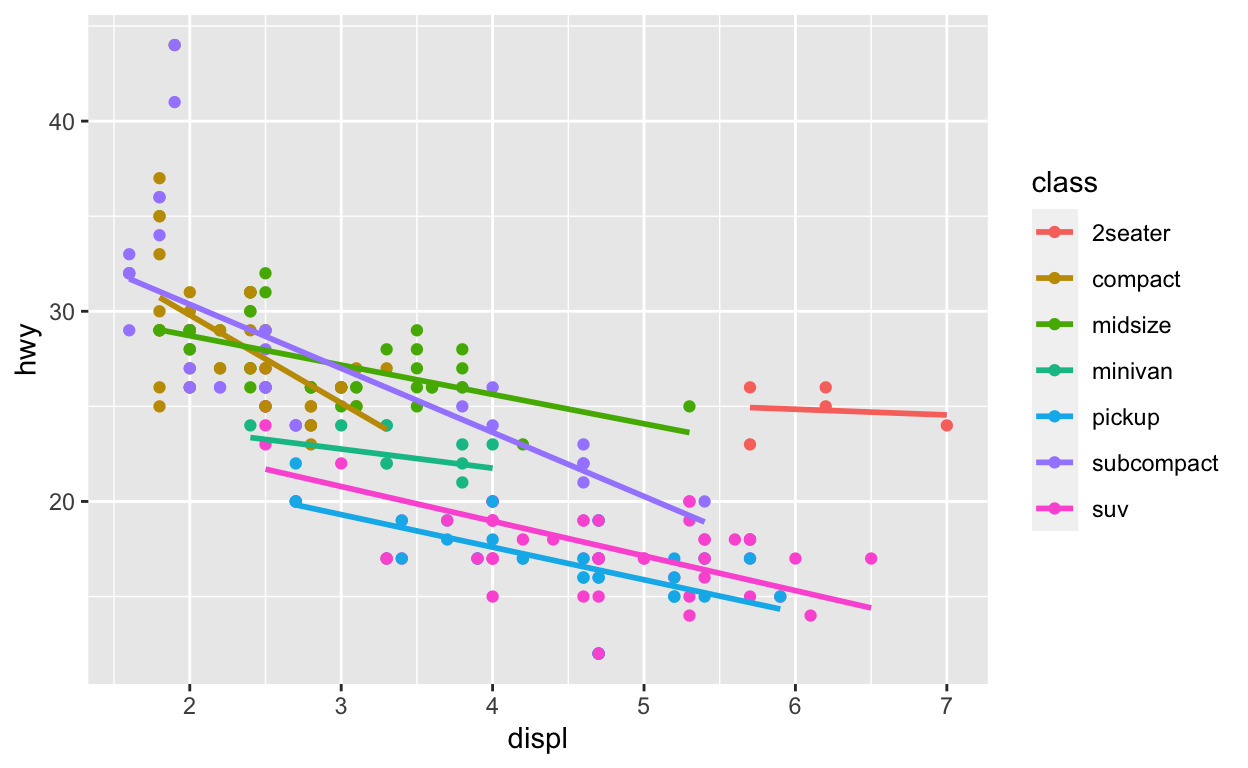 40
30
20
hwy
2 3 4 5 6 7
displ
class
2seater
compact
midsize
minivan
pickup
subcompact
suv